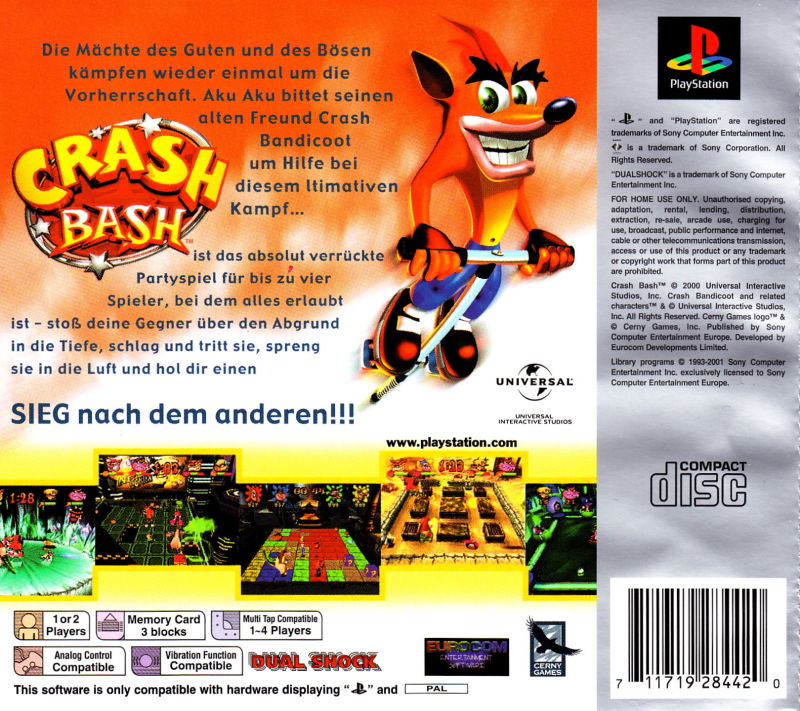 Die Mächte des Guten und des Bösen
kämpfen wieder einmal um die
Vorherrschaft. Aku Aku bittet seinen
alten Freund Crash
Bandicoot
um Hilfe bei
diesem ltimativen
Kampf...
CRASH
BASH™
ist das absolut verrückte
Partyspiel für bis zu vier
Spieler, bei dem alles erlaubt
ist – stoß deine Gegner über den Abgrund
in die Tiefe, schlag und tritt sie, spreng
sie in die Luft und hol dir einen
SIEG nach dem anderen!!!
UNIVERSAL
UNIVERSAL
INTERACTIVE STUDIOS
www.playstation.com
1:28
1 or 2
Players
Memory Card
3 blocks
Multi Tap Compatible
1~4 Players
Analog Control
Compatible
Vibration Function
Compatible
DUAL SHOCK
EUROCOM
ENTERTAINMENT
SOFTWARE
CERNY
GAMES
This software is only compatible with hardware displaying “ ” and PAL
PlayStation
“ ” and “PlayStation” are registered
trademarks of Sony Computer Entertainment Inc.
is a trademark of Sony Corporation. All
Rights Reserved.
“DUALSHOCK” is a trademark of Sony Computer
Entertainment Inc.
FOR HOME USE ONLY. Unauthorised copying,
adaptation, rental, lending, distribution,
extraction, re-sale, arcade use, charging for
use, broadcast, public performance and internet,
cable or other telecommunications transmission,
access or use of this product or any trademark
or copyright work that forms part of this product
are prohibited.
Crash Bash™ © 2000 Universal Interactive
Studios, Inc. Crash Bandicoot and related
characters™ & © Universal Interactive Studios,
Inc. All Rights Reserved. Cerny Games logo™ &
© Cerny Games, Inc. Published by Sony
Computer Entertainment Europe. Developed by
Eurocom Developments Limited.
Library programs © 1993-2001 Sony Computer
Entertainment Inc. exclusively licensed to Sony
Computer Entertainment Europe.
COMPACT
disc
7 11719 28442 0